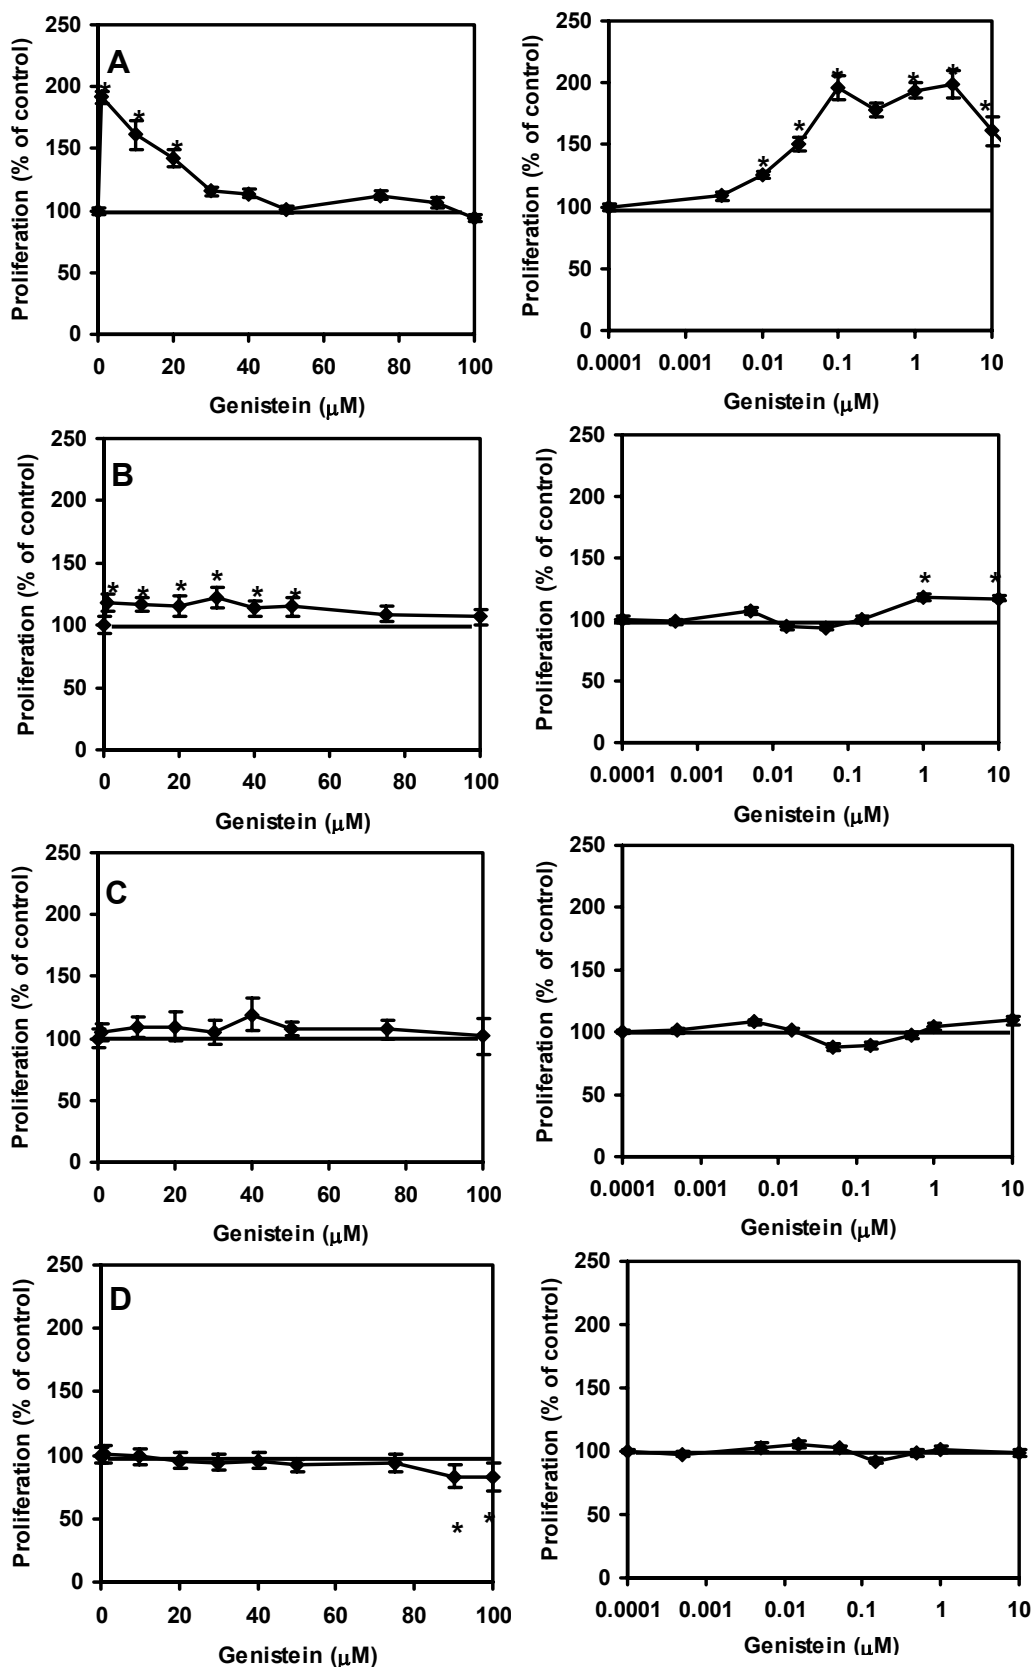 250
200
150
100
50
0
A
*
*
*
Proliferation (% of control)
0 20 40 60 80 100
Genistein (μM)
250
200
150
100
50
0
*
*
*
*
*
*
Proliferation (% of control)
0.0001 0.001 0.01 0.1 1 10
Genistein (μM)
250
200
150
100
50
0
B
*
*
*
*
*
*
Proliferation (% of control)
0 20 40 60 80 100
Genistein (μM)
250
200
150
100
50
0
*
*
Proliferation (% of control)
0.0001 0.001 0.01 0.1 1 10
Genistein (μM)
250
200
150
100
50
0
C
Proliferation (% of control)
0 20 40 60 80 100
Genistein (μM)
250
200
150
100
50
0
Proliferation (% of control)
0.0001 0.001 0.01 0.1 1 10
Genistein (μM)
250
200
150
100
50
0
D
*
*
Proliferation (% of control)
0 20 40 60 80 100
Genistein (μM)
250
200
150
100
50
0
Proliferation (% of control)
0.0001 0.001 0.01 0.1 1 10
Genistein (μM)